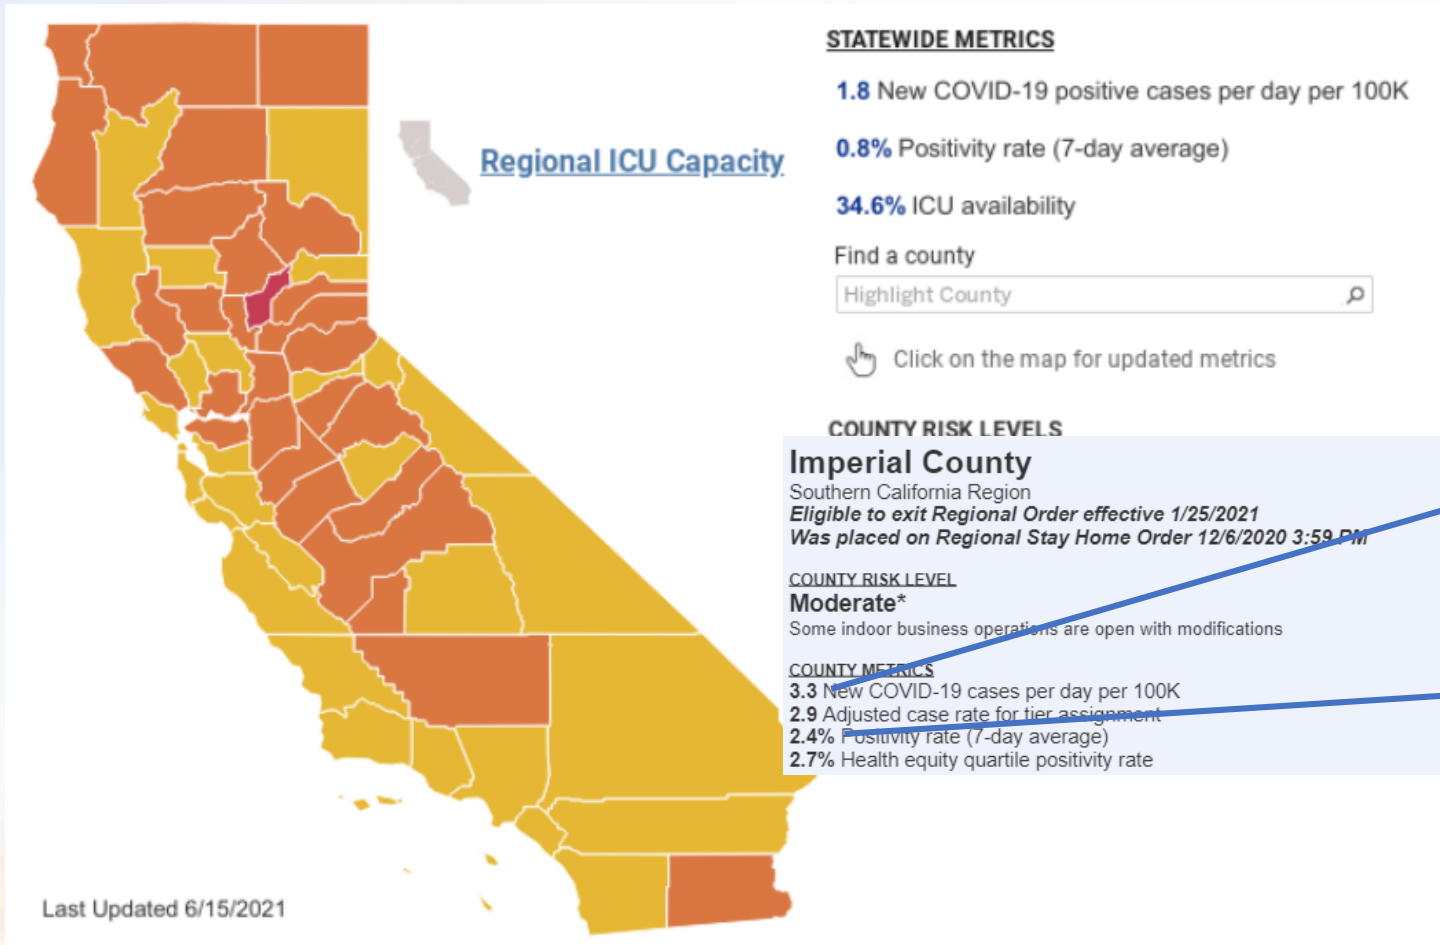 STATEWIDE METRICS
1.8 New COVID-19 positive cases per day per 100K
Regional ICU Capacity
0.8% Positivity rate (7-day average)
34.6% ICU availability
Find a county
Highlight County
Click on the map for updated metrics
COUNTY RISK LEVELS
Imperial County
Southern California Region
Eligible to exit Regional Order effective 1/25/2021
Was placed on Regional Stay Home Order 12/6/2020 3:59 PM
COUNTY RISK LEVEL
Moderate*
Some indoor business operations are open with modifications
COUNTY METRICS
3.3 New COVID-19 cases per day per 100K
2.9 Adjusted case rate for tier assignment
2.4% Positivity rate (7-day average)
2.7% Health equity quartile positivity rate
Last Updated 6/15/2021